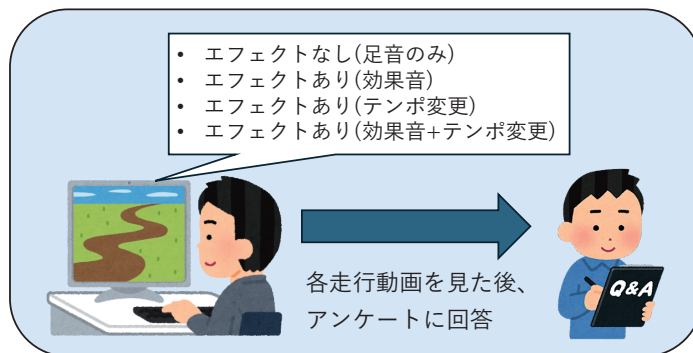 • エフェクトなし(足音のみ)
• エフェクトあり(効果音)
• エフェクトあり(テンポ変更)
• エフェクトあり(効果音+テンポ変更)
各走行動画を見た後、
アンケートに回答
Q&A